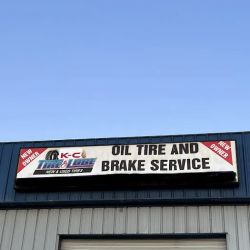 NEW
OWNER
K-C
TIRE & LUBE
NEW & USED TIRES
OIL TIRE AND
BRAKE SERVICE
NEW
OWNER